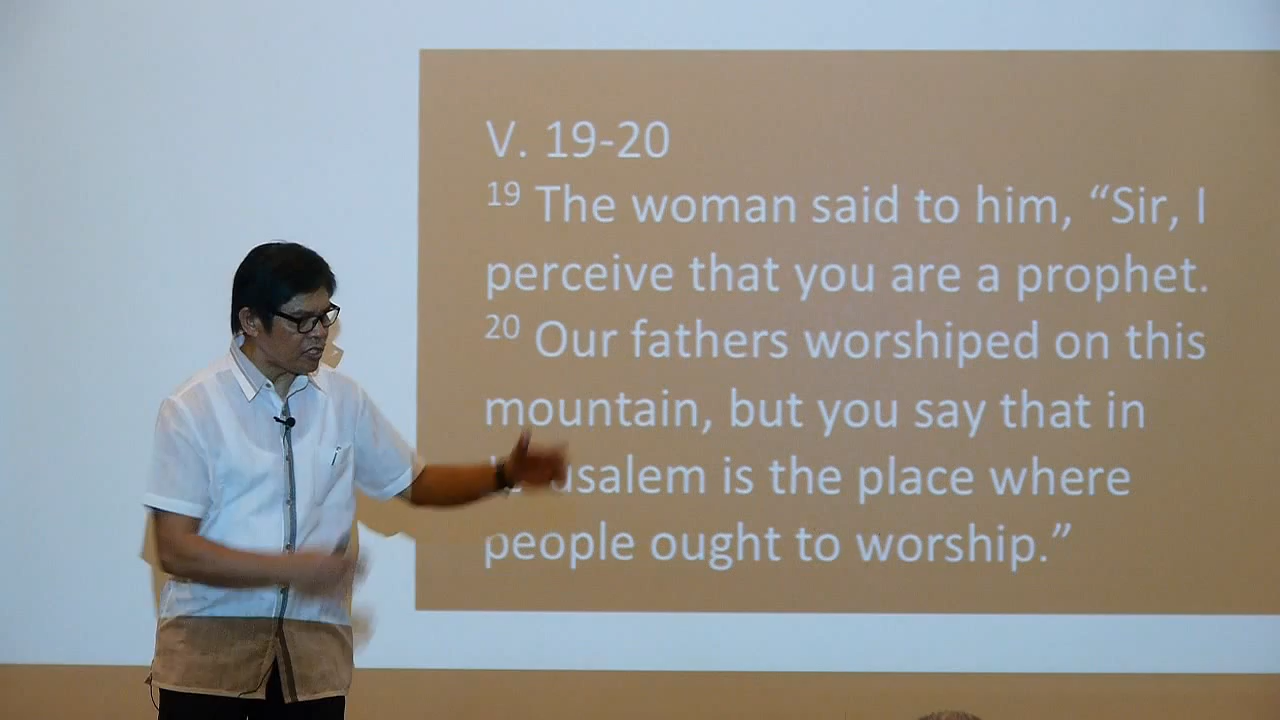 V. 19-20
19 The woman said to him, “Sir, I
perceive that you are a prophet.
20 Our fathers worshiped on this
mountain, but you say that in
Jerusalem is the place where
people ought to worship.”